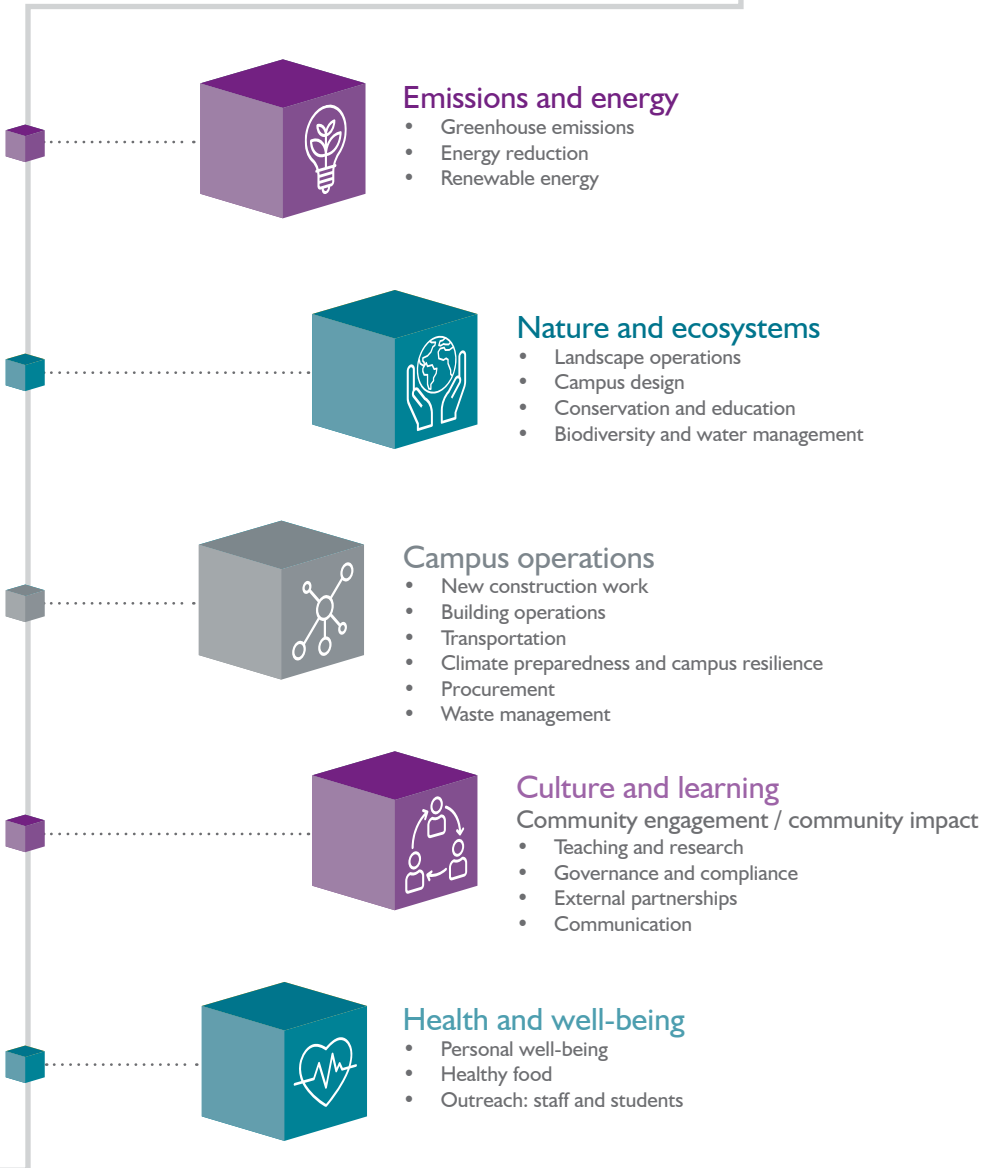 Emissions and energy
• Greenhouse emissions
• Energy reduction
• Renewable energy
Nature and ecosystems
• Landscape operations
• Campus design
• Conservation and education
• Biodiversity and water management
Campus operations
• New construction work
• Building operations
• Transportation
• Climate preparedness and campus resilience
• Procurement
• Waste management
Culture and learning
Community engagement / community impact
• Teaching and research
• Governance and compliance
• External partnerships
• Communication
Health and well-being
• Personal well-being
• Healthy food
• Outreach: staff and students